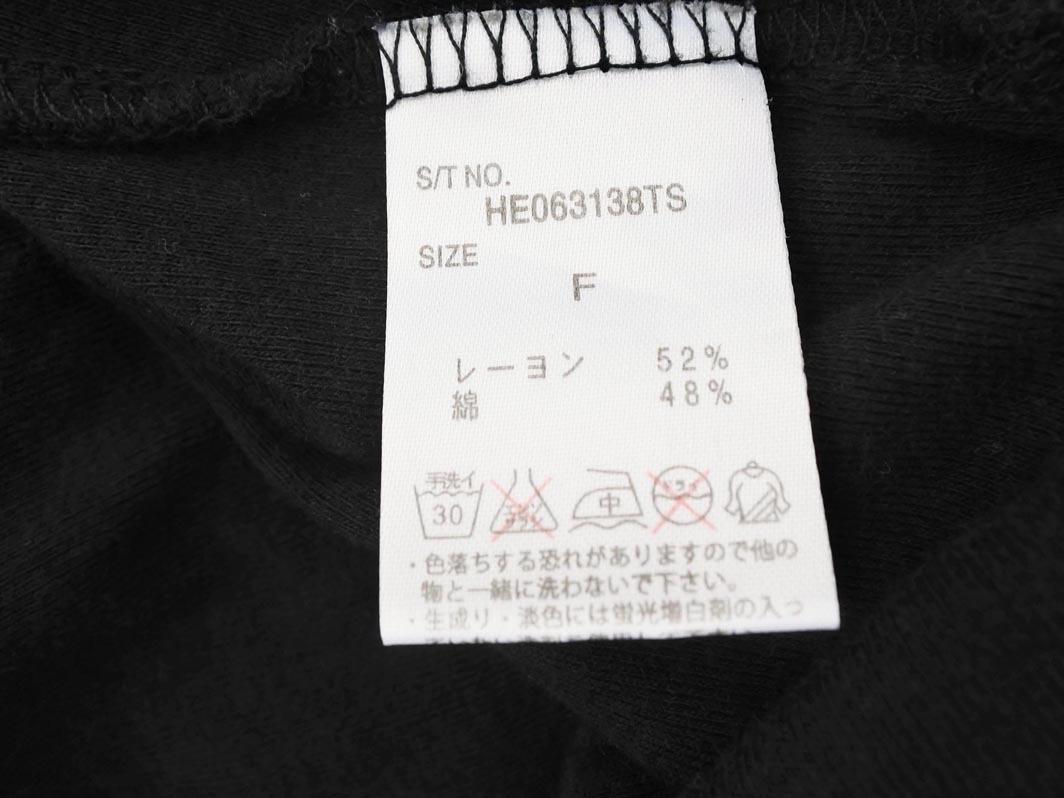 S/T NO.
HE063138TS
SIZE
F
レーヨン 52%
綿 48%
手洗イ
30
中
ドライ
・色落ちする恐れがありますので他の
物と一緒に洗わないで下さい。
・生成り・淡色には蛍光増白剤の入っ